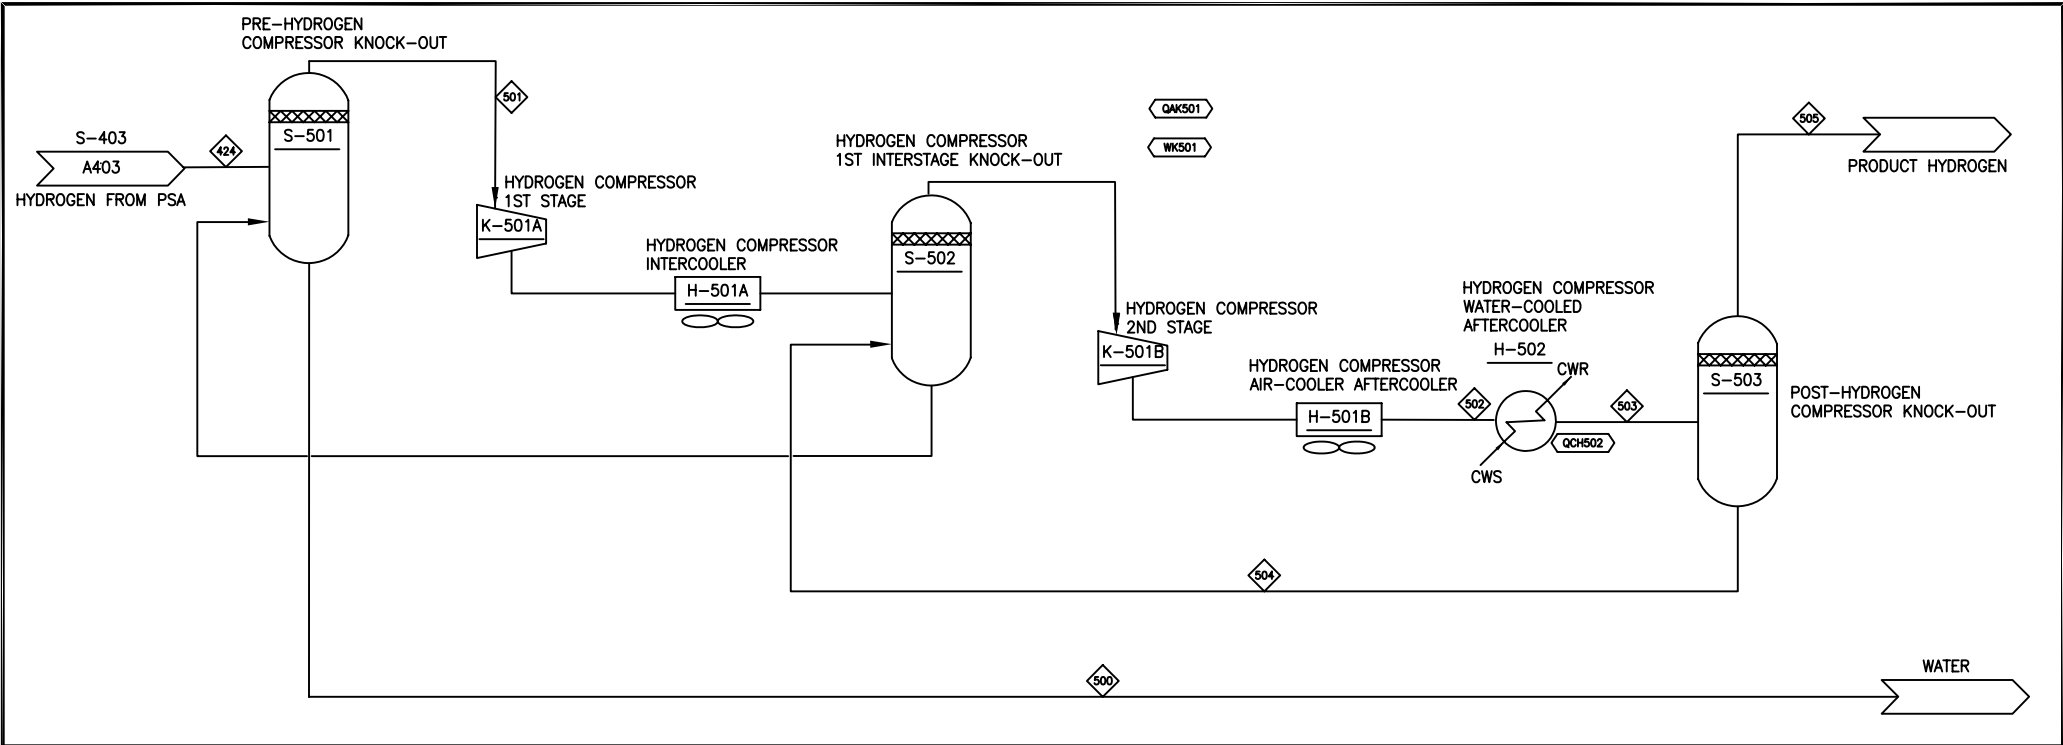 PRE-HYDROGEN
COMPRESSOR KNOCK-OUT
501
S-501
S-403
424
A403
HYDROGEN FROM PSA
HYDROGEN COMPRESSOR
1ST STAGE
K-501A
HYDROGEN COMPRESSOR
INTERCOOLER
H-501A
HYDROGEN COMPRESSOR
1ST INTERSTAGE KNOCK-OUT
S-502
QAK501
WK501
HYDROGEN COMPRESSOR
2ND STAGE
K-501B
HYDROGEN COMPRESSOR
AIR-COOLER AFTERCOOLER
H-501B
502
HYDROGEN COMPRESSOR
WATER-COOLED
AFTERCOOLER
H-502
CWR
503
QCH502
CWS
505
PRODUCT HYDROGEN
S-503
POST-HYDROGEN
COMPRESSOR KNOCK-OUT
504
500
WATER